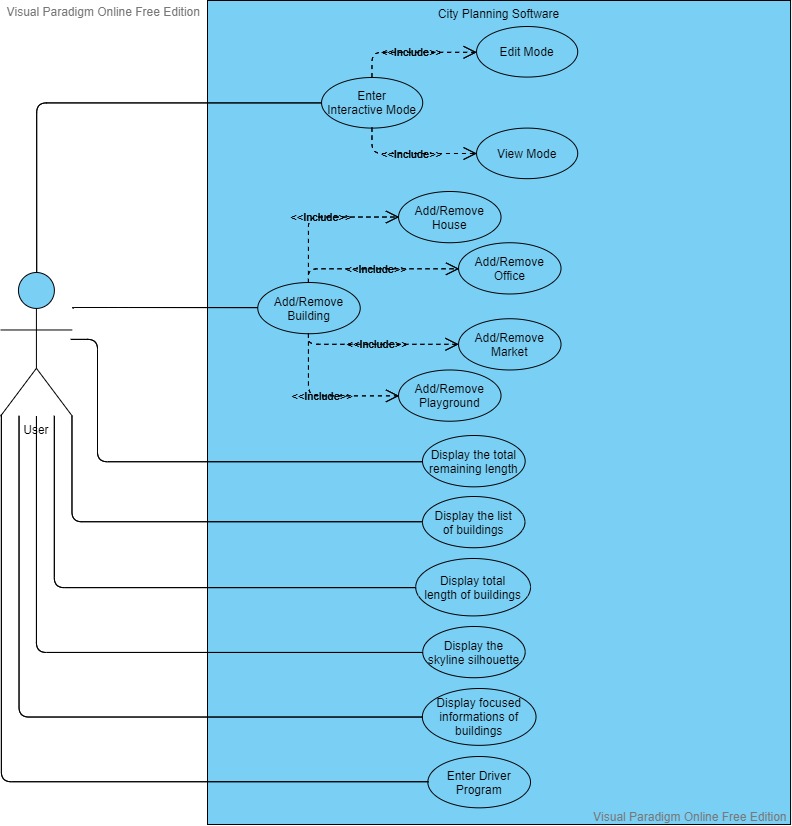 Visual Paradigm Online Free Edition
City Planning Software
<<Include>>
Edit Mode
Enter
Interactive Mode
<<Include>>
View Mode
<<Include>>
Add/Remove
House
<<Include>>
Add/Remove
Office
Add/Remove
Building
<<Include>>
Add/Remove
Market
<<Include>>
Add/Remove
Playground
User
Display the total
remaining length
Display the list
of buildings
Display total
length of buildings
Display the
skyline silhouette
Display focused
informations of
buildings
Enter Driver
Program
Visual Paradigm Online Free Edition